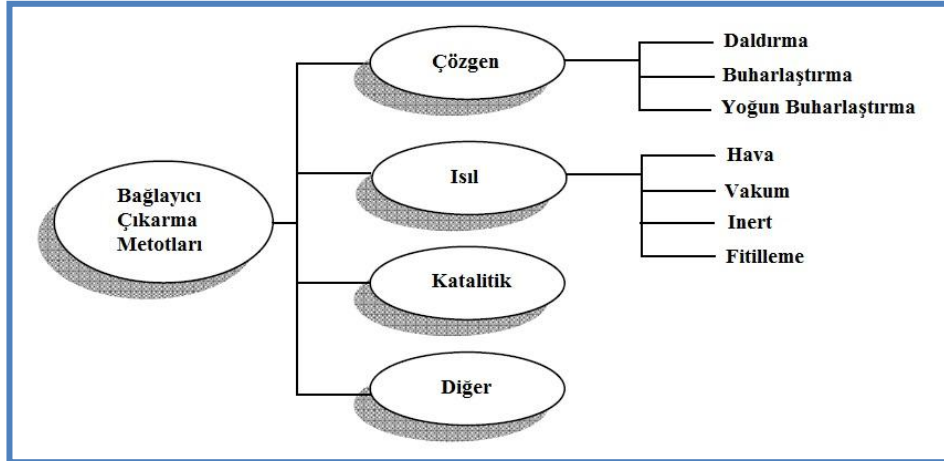 Bağlayıcı
Çıkarma
Metotları
Çözgen
Daldırma
Buharlaştırma
Yoğun Buharlaştırma
Isıl
Hava
Vakum
Inert
Fitilleme
Katalitik
Diğer